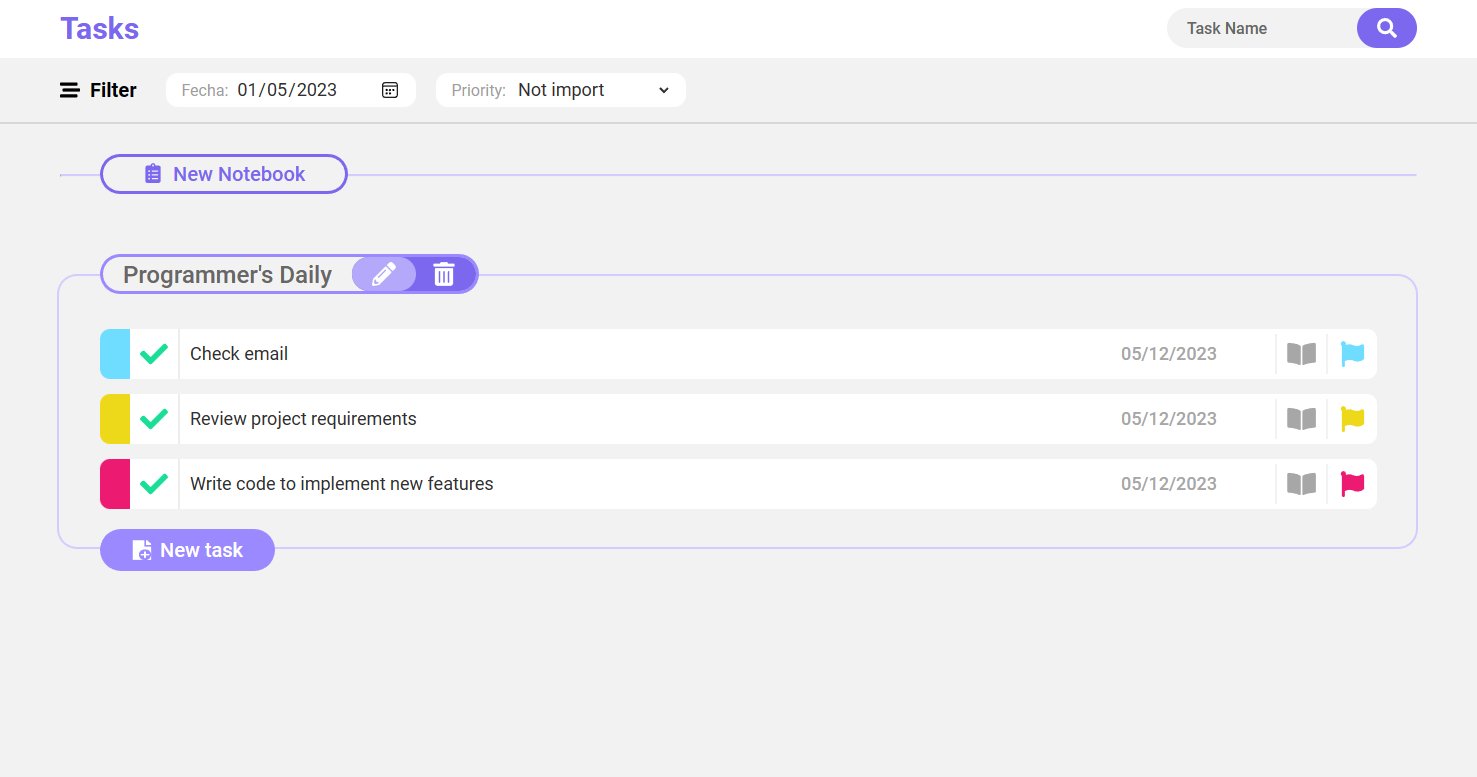 Tasks
Task Name
Filter
Fecha: 01/05/2023
Priority: Not import
New Notebook
Programmer's Daily
Check email 05/12/2023
Review project requirements 05/12/2023
Write code to implement new features 05/12/2023
New task